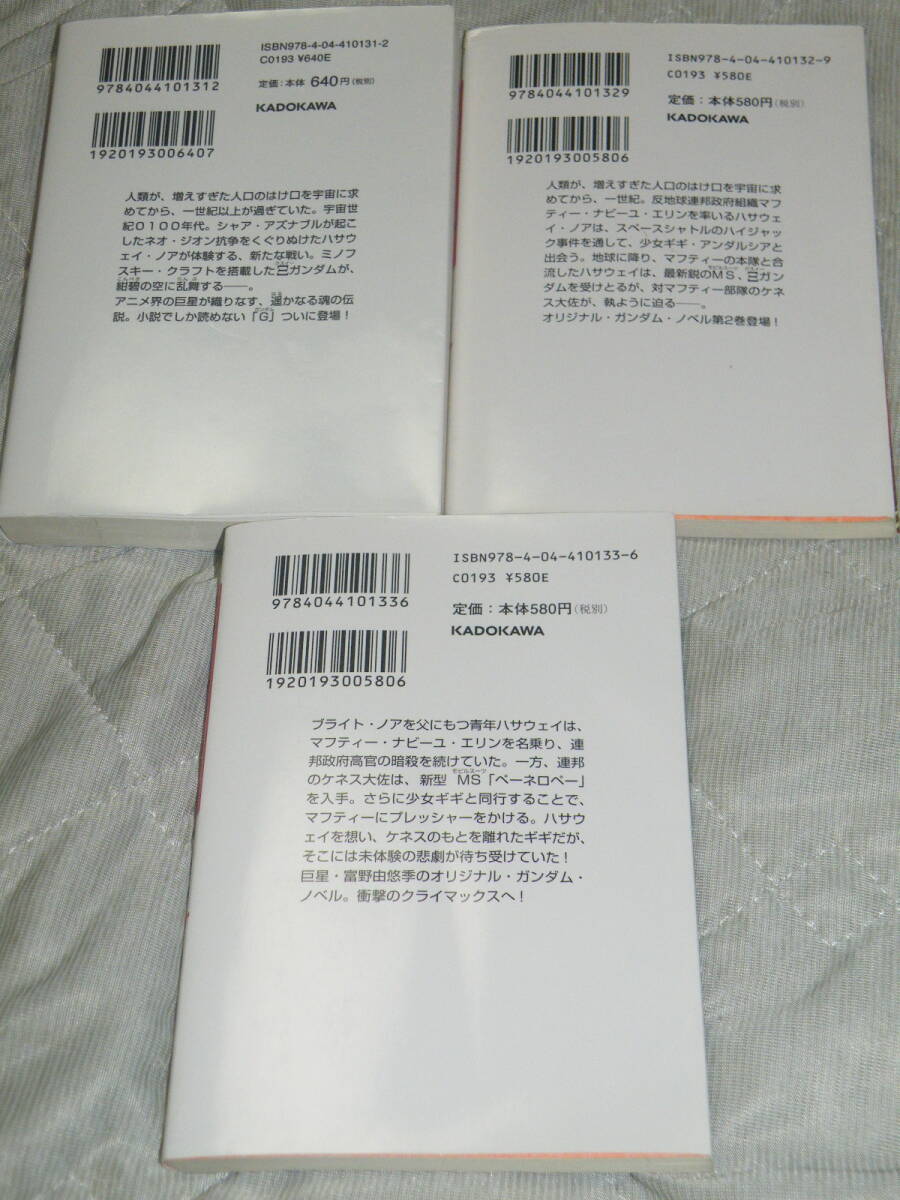 ISBN978-4-04-410131-2
C0193 ¥640E
定価：本体 640円(税別)
KADOKAWA
9784044101312
1920193006407
人類が、増えすぎた人口のはけ口を宇宙に求
めてから、一世紀以上が過ぎていた。宇宙世
紀0100年代。シャア・アズナブルが起こ
したネオ・ジオン抗争をくぐりぬけたハサウ
ェイ・ノアが体験する、新たな戦い。ミノフ
スキー・クラフトを搭載したΞガンダムが、
紺碧の空に乱舞する――。
アニメ界の巨星が織りなす、遥かなる魂の伝
説。小説でしか読めない「G」ついに登場！
ISBN978-4-04-410132-9
C0193 ¥580E
定価：本体580円(税別)
KADOKAWA
9784044101329
1920193005806
人類が、増えすぎた人口のはけ口を宇宙に求
めてから、一世紀。反地球連邦政府組織マフ
ティー・ナビーユ・エリンを率いるハサウェ
イ・ノアは、スペースシャトルのハイジャッ
ク事件を通して、少女ギギ・アンダルシアと
出会う。地球に降り、マフティーの本隊と合
流したハサウェイは、最新鋭のMS、Ξガン
ダムを受けとるが、対マフティー部隊のケネ
ス大佐が、執ように迫る――。
オリジナル・ガンダム・ノベル第2巻登場！
ISBN978-4-04-410133-6
C0193 ¥580E
定価：本体580円(税別)
KADOKAWA
9784044101336
1920193005806
ブライト・ノアを父にもつ青年ハサウェイは、
マフティー・ナビーユ・エリンを名乗り、連
邦政府高官の暗殺を続けていた。一方、連邦
のケネス大佐は、新型MS「ペーネロペー」
を入手。さらに少女ギギと同行することで、
マフティーにプレッシャーをかける。ハサウ
ェイを想い、ケネスのもとを離れたギギだが、
そこには未体験の悲劇が待ち受けていた！
巨星・富野由悠季のオリジナル・ガンダム・
ノベル。衝撃のクライマックスへ！